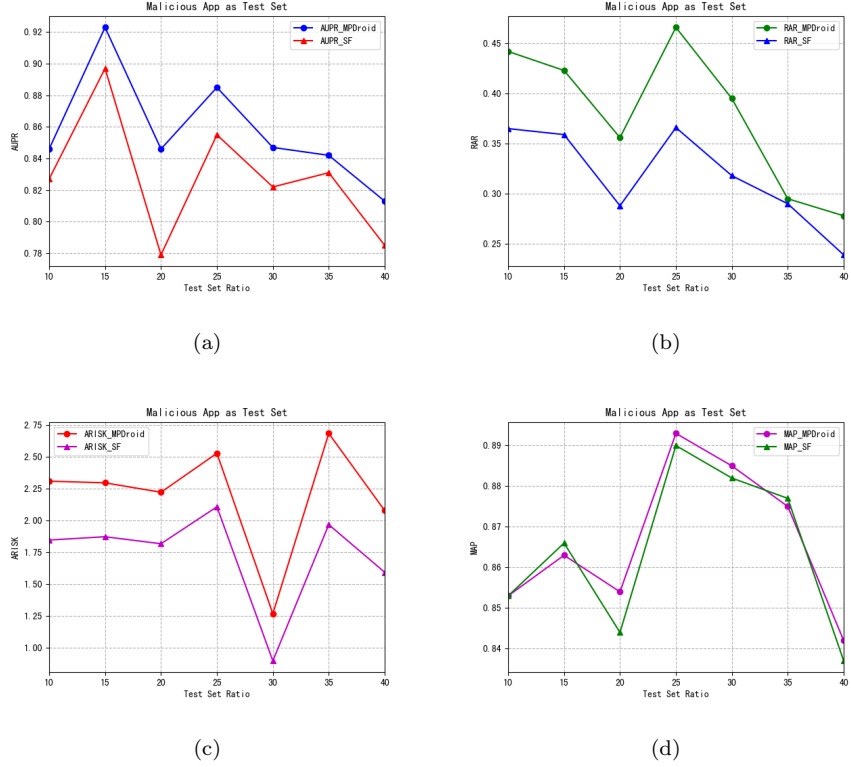 Malicious App as Test Set
AUPR_MPDroid
AUPR_SF
0.92
0.90
0.88
0.86
0.84
0.82
0.80
0.78
AUPR
10 15 20 25 30 35 40
Test Set Ratio
(a)
Malicious App as Test Set
RAR_MPDroid
RAR_SF
0.45
0.40
0.35
0.30
0.25
RAR
10 15 20 25 30 35 40
Test Set Ratio
(b)
Malicious App as Test Set
ARISK_MPDroid
ARISK_SF
2.75
2.50
2.25
2.00
1.75
1.50
1.25
1.00
ARISK
10 15 20 25 30 35 40
Test Set Ratio
(c)
Malicious App as Test Set
MAP_MPDroid
MAP_SF
0.89
0.88
0.87
0.86
0.85
0.84
MAP
10 15 20 25 30 35 40
Test Set Ratio
(d)